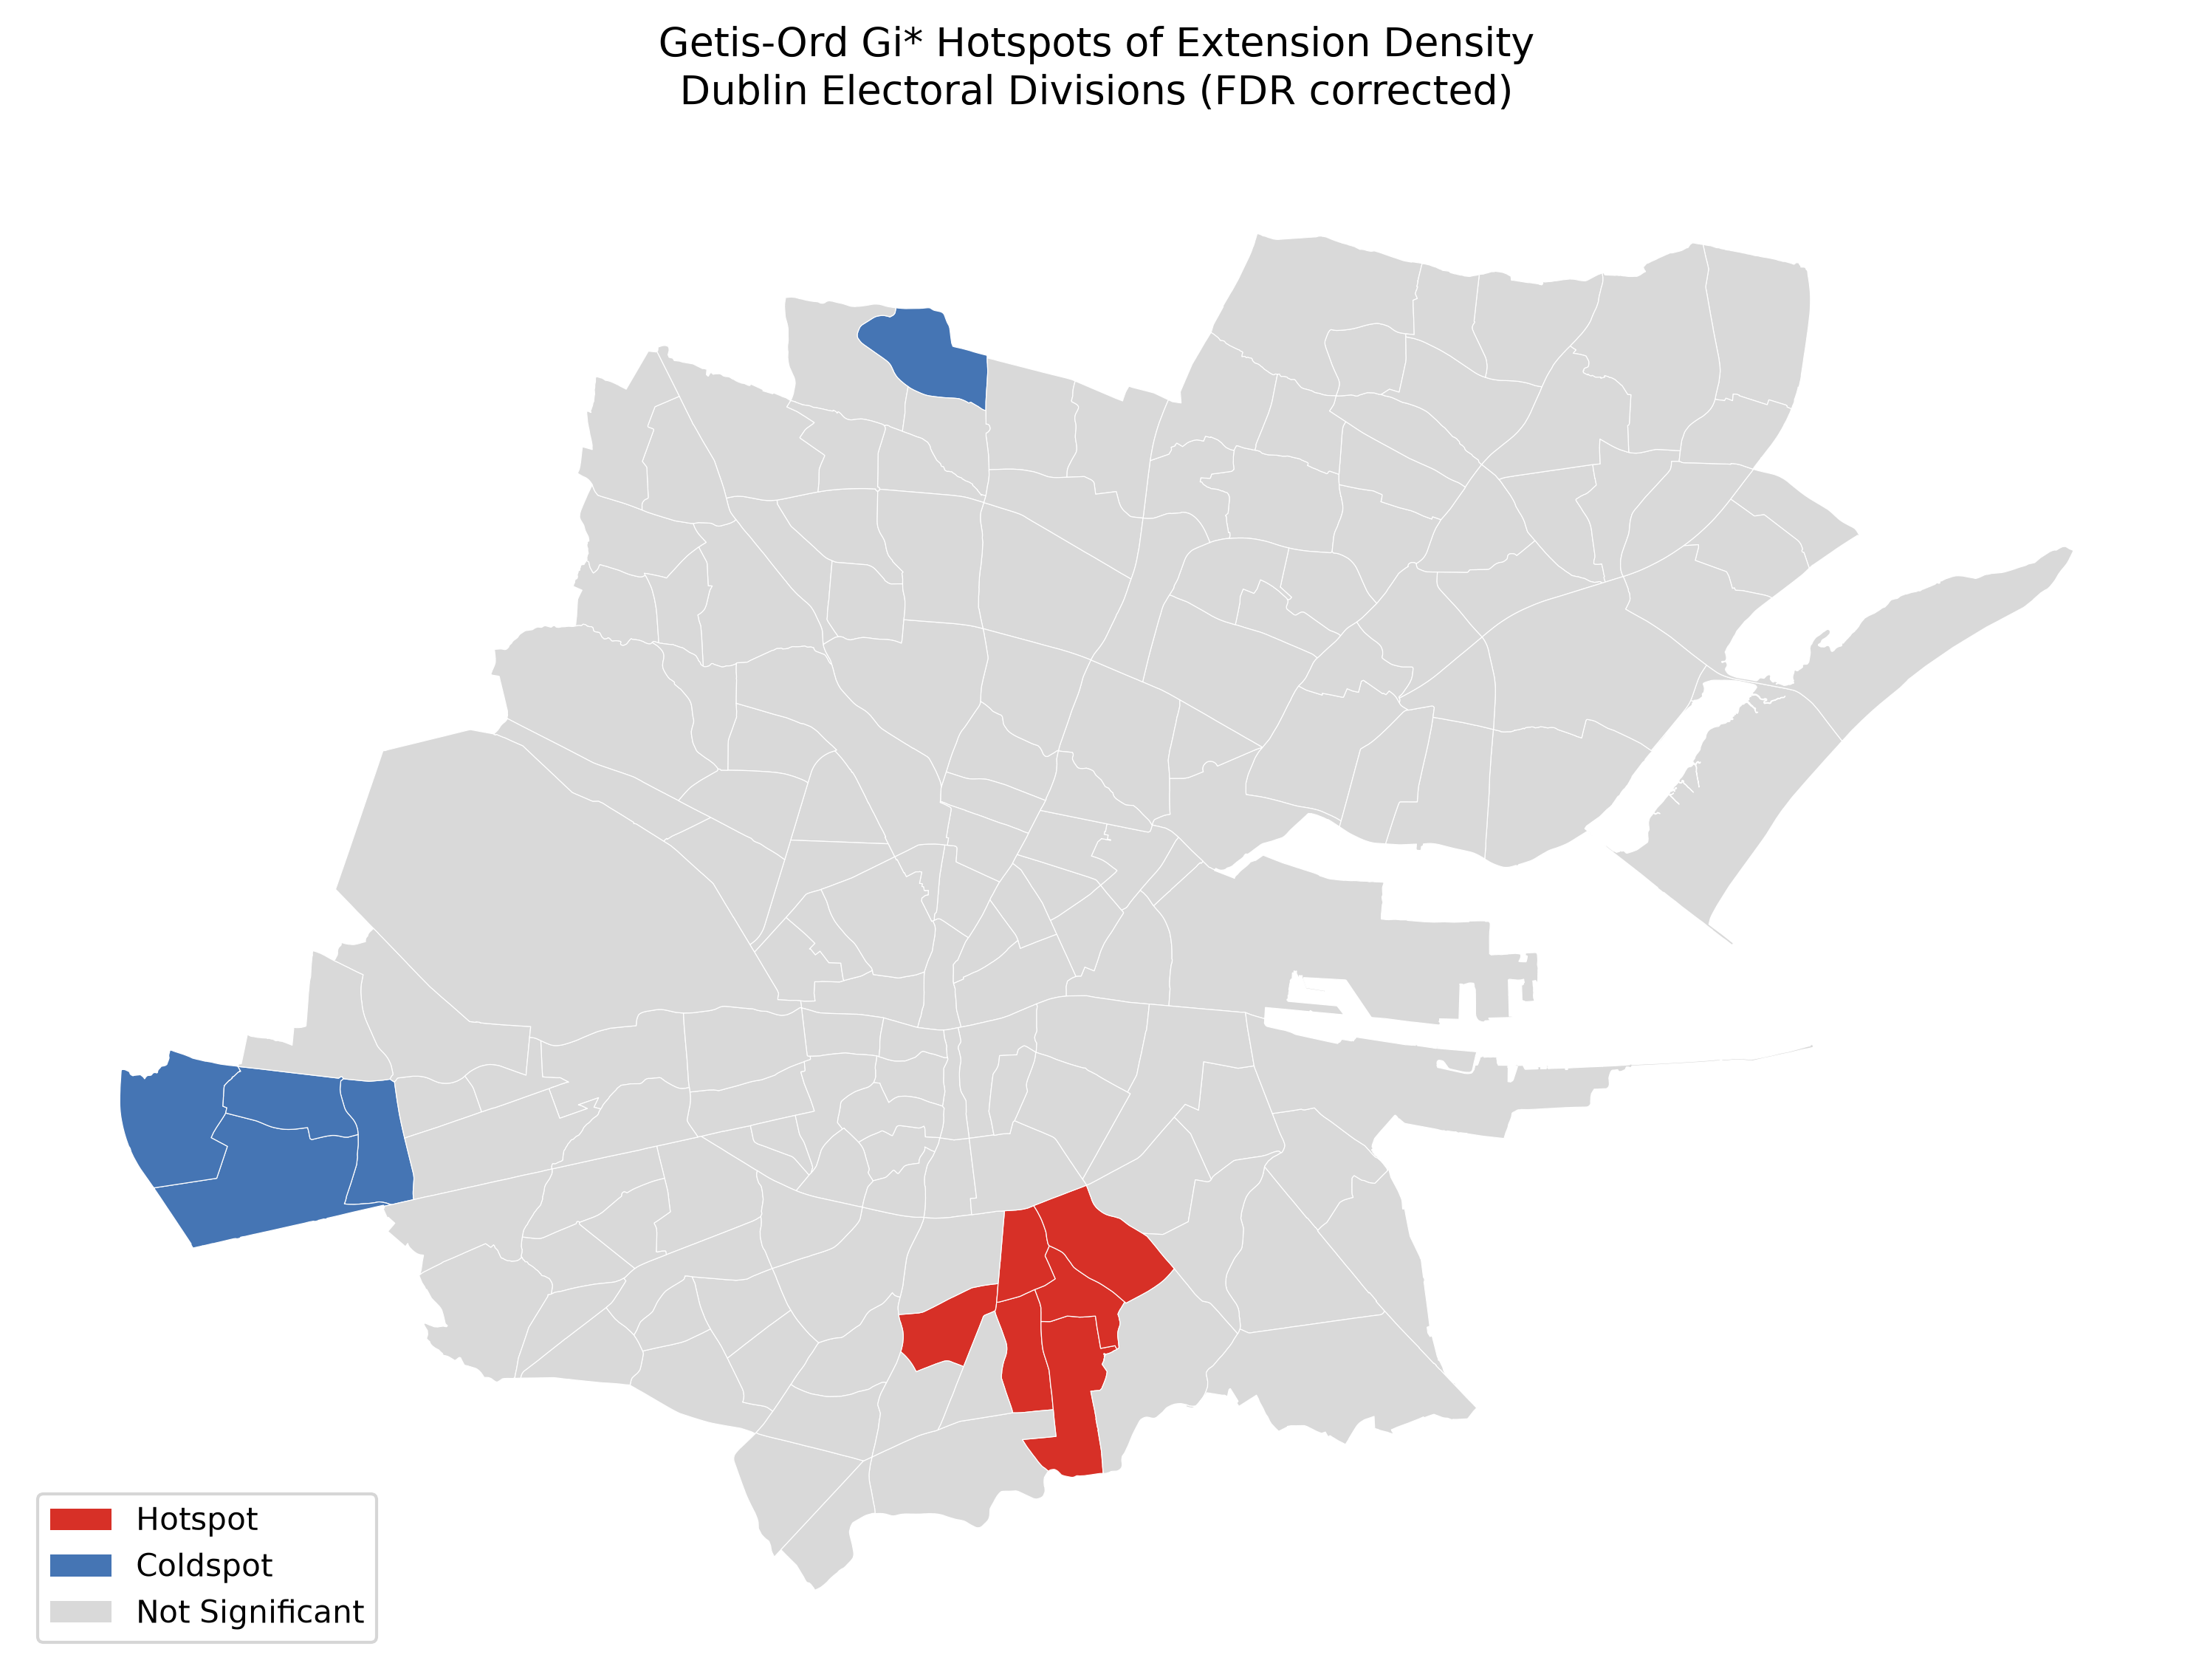 Getis-Ord Gi* Hotspots of Extension Density
Dublin Electoral Divisions (FDR corrected)
Hotspot
Coldspot
Not Significant